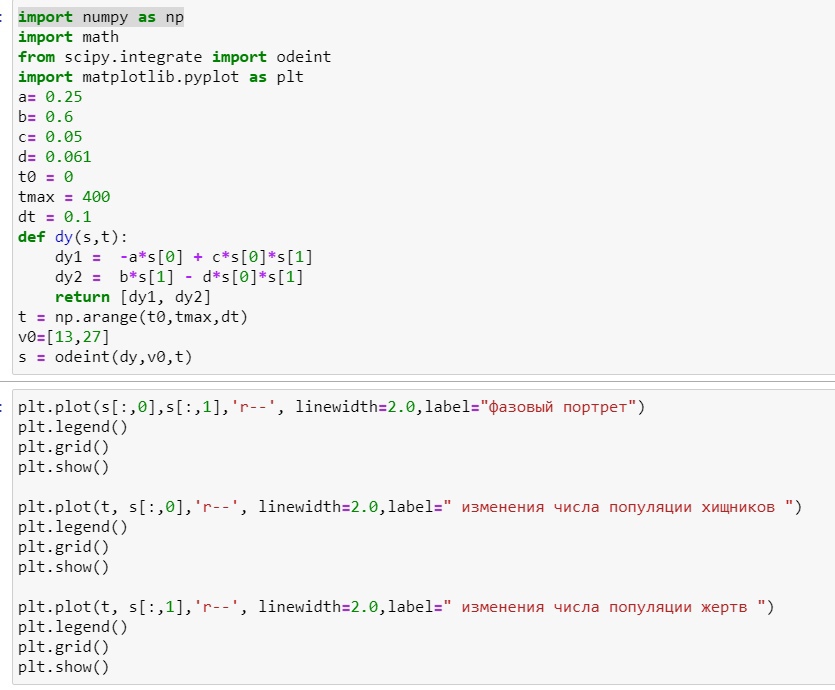 import numpy as np
import math
from scipy.integrate import odeint
import matplotlib.pyplot as plt
a= 0.25
b= 0.6
c= 0.05
d= 0.061
t0 = 0
tmax = 400
dt = 0.1
def dy(s,t):
    dy1 =  -a*s[0] + c*s[0]*s[1]
    dy2 =  b*s[1] - d*s[0]*s[1]
    return [dy1, dy2]
t = np.arange(t0,tmax,dt)
v0=[13,27]
s = odeint(dy,v0,t)
plt.plot(s[:,0],s[:,1],'r--', linewidth=2.0,label="фазовый портрет")
plt.legend()
plt.grid()
plt.show()
plt.plot(t, s[:,0],'r--', linewidth=2.0,label=" изменения числа популяции хищников ")
plt.legend()
plt.grid()
plt.show()
plt.plot(t, s[:,1],'r--', linewidth=2.0,label=" изменения числа популяции жертв ")
plt.legend()
plt.grid()
plt.show()